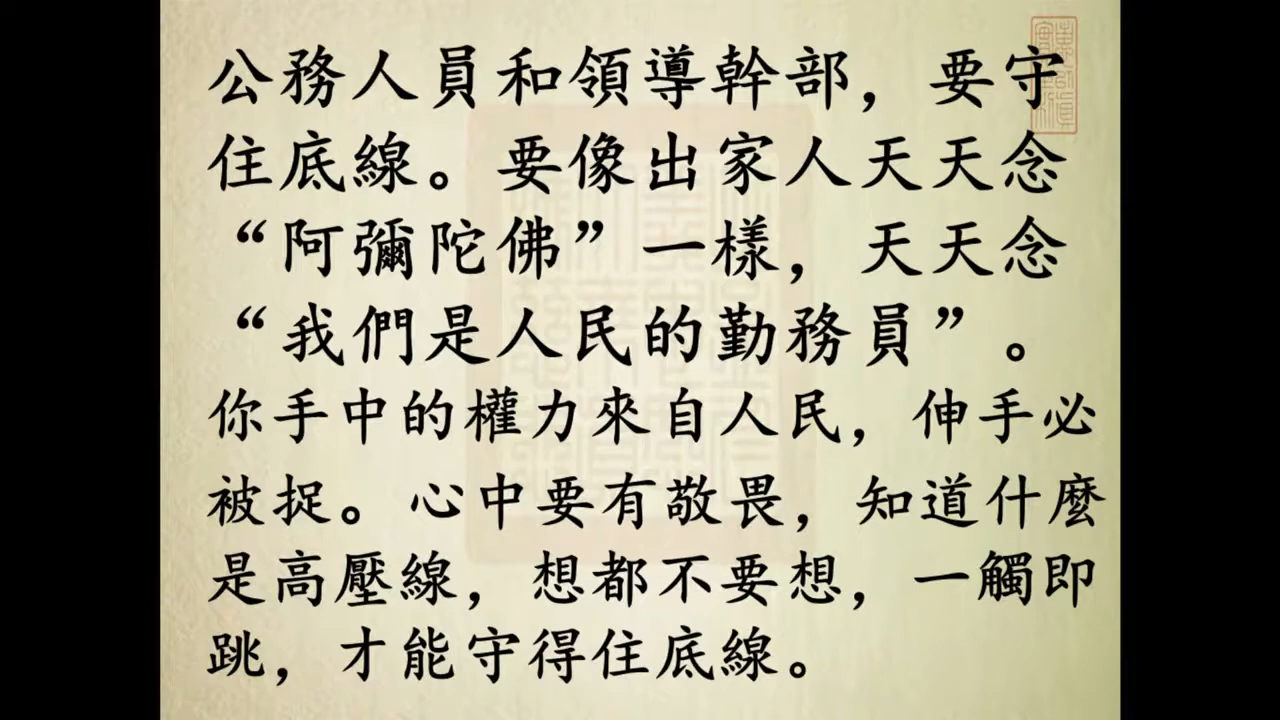 公務人員和領導幹部，要守
住底線。要像出家人天天念
“阿彌陀佛”一樣，天天念
“我們是人民的勤務員”。
你手中的權力來自人民，伸手必
被捉。心中要有敬畏，知道什麼
是高壓線，想都不要想，一觸即
跳，才能守得住底線。